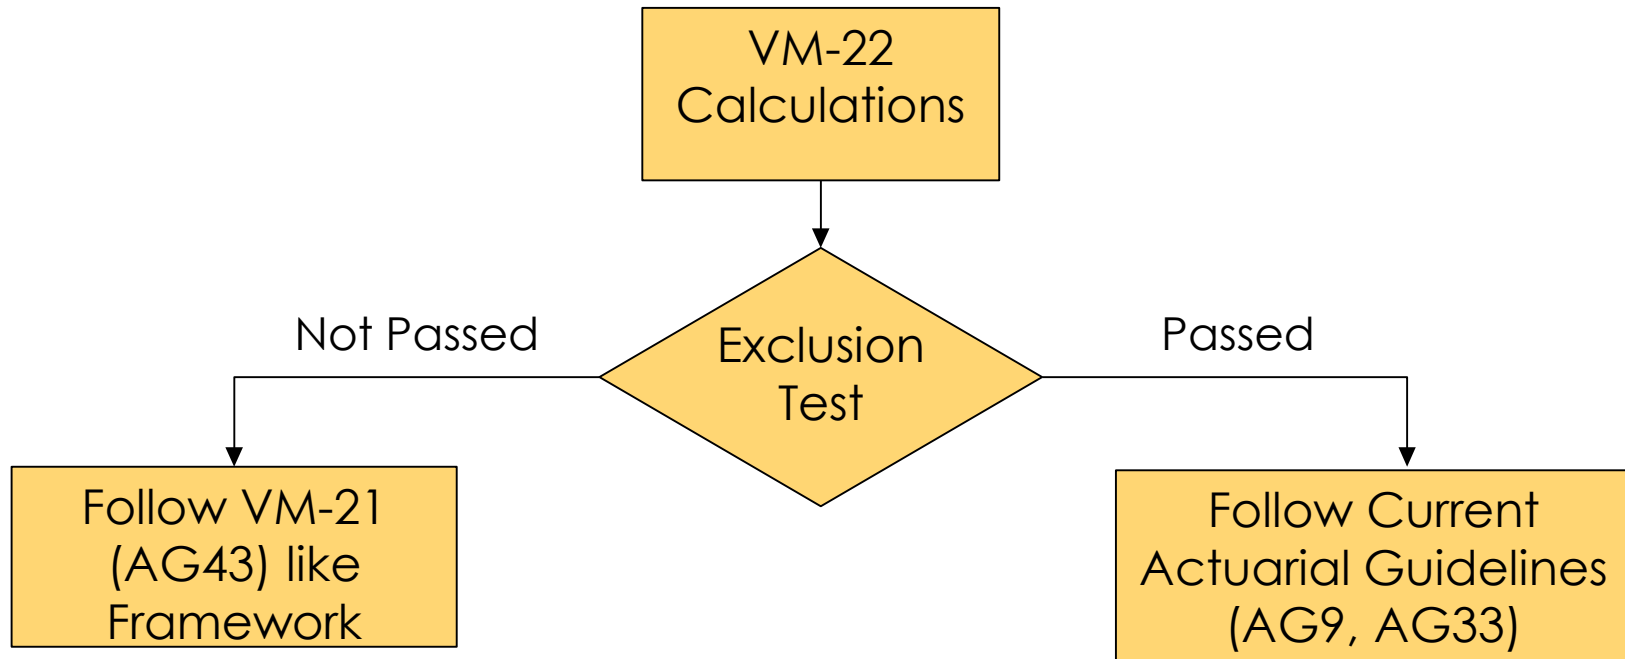 VM-22
Calculations
Not Passed
Exclusion
Test
Passed
Follow VM-21
(AG43) like
Framework
Follow Current
Actuarial Guidelines
(AG9, AG33)